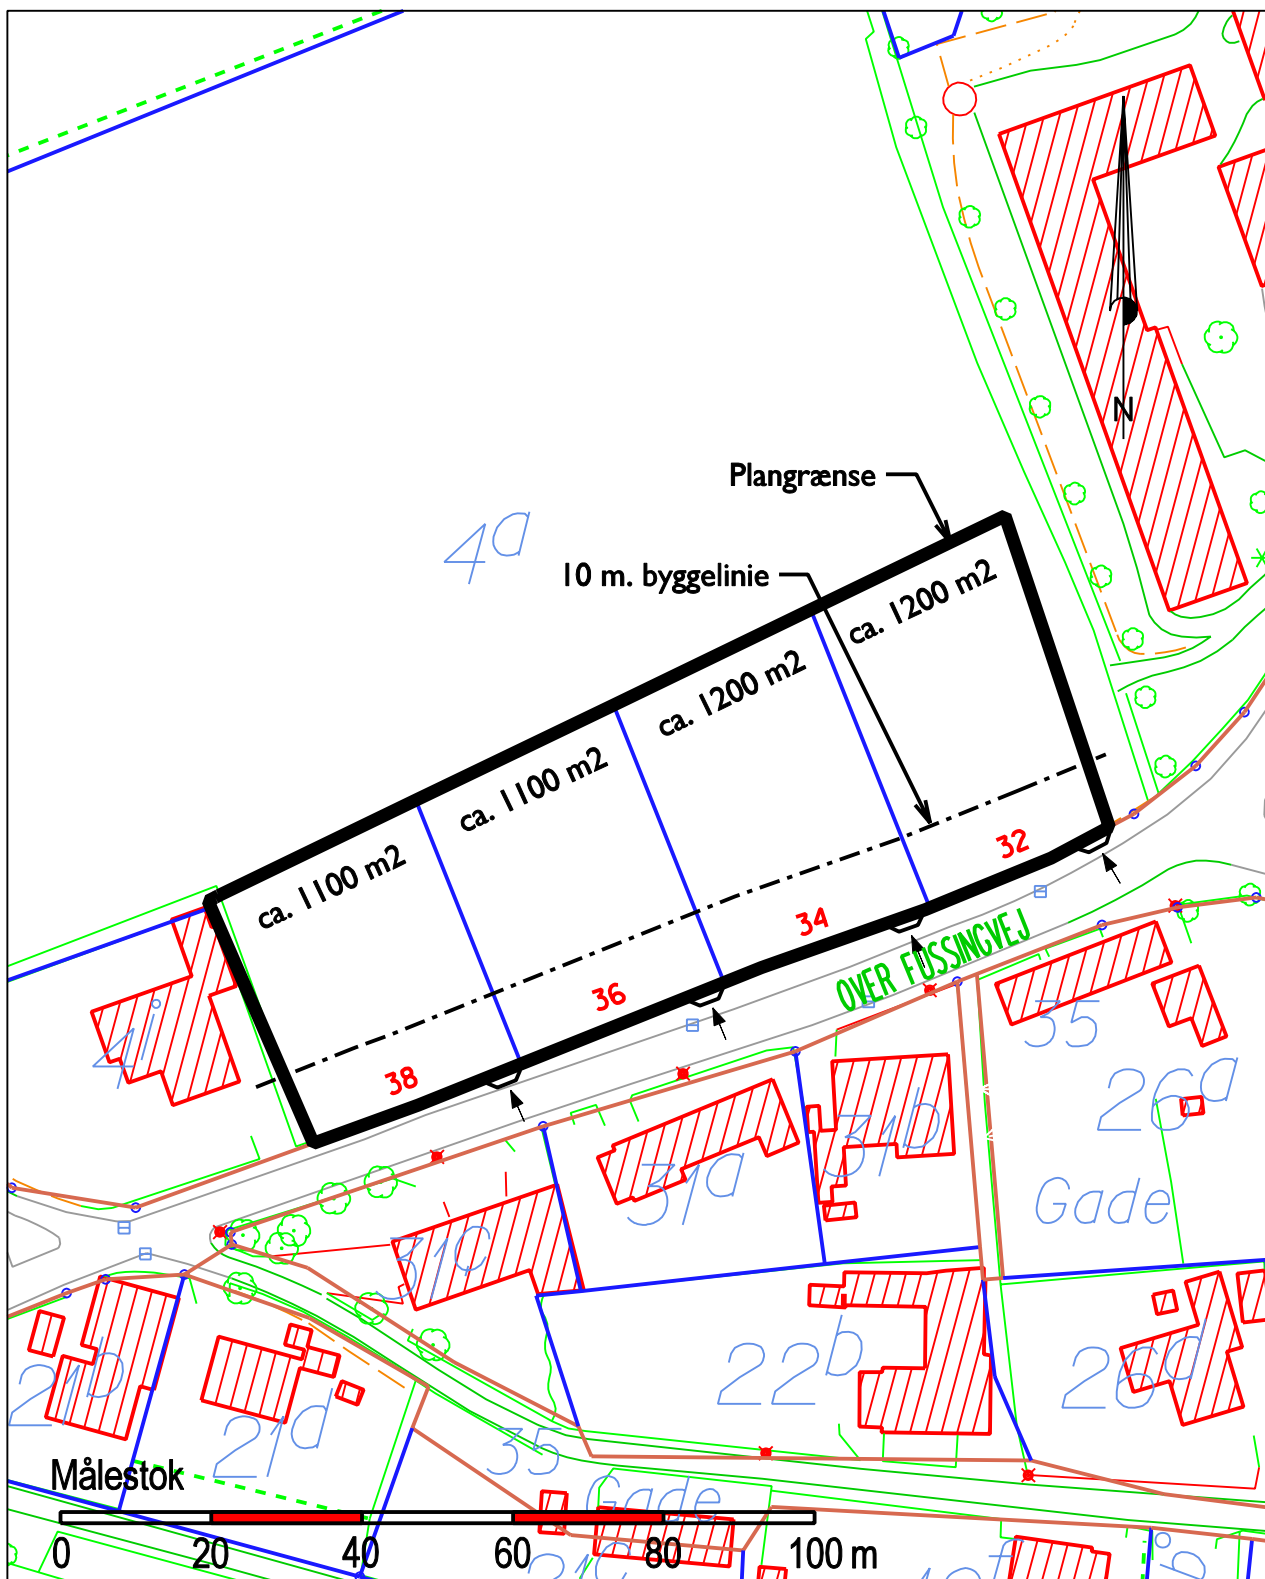 N
Plangrænse
4a
10 m. byggelinie
ca. 1200 m2
ca. 1200 m2
ca. 1100 m2
ca. 1100 m2
32
34
36
38
OVER FUSSINGVEJ
4i
35
26a
31b
31a
Gade
31c
22b
26d
21b
21d
35
Gade
Målestok
0 20 40 60 80 100 m
21c